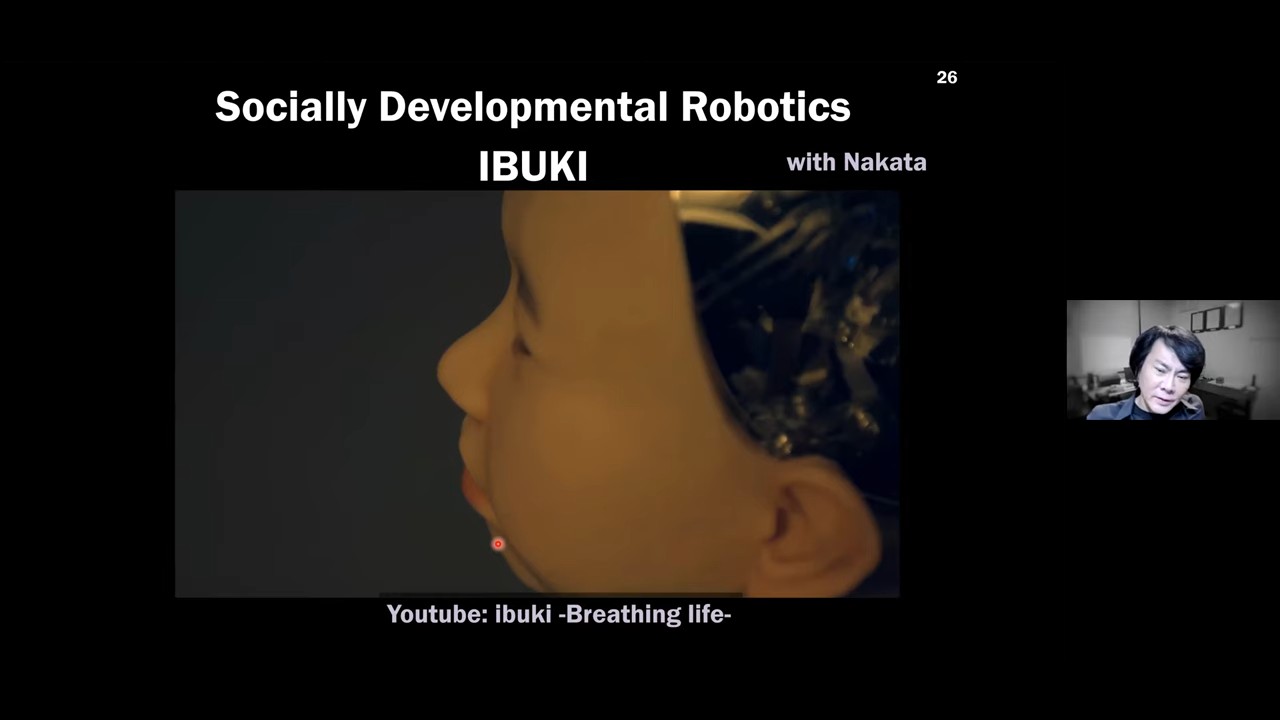 26
Socially Developmental Robotics
IBUKI
with Nakata
Youtube: ibuki -Breathing life-